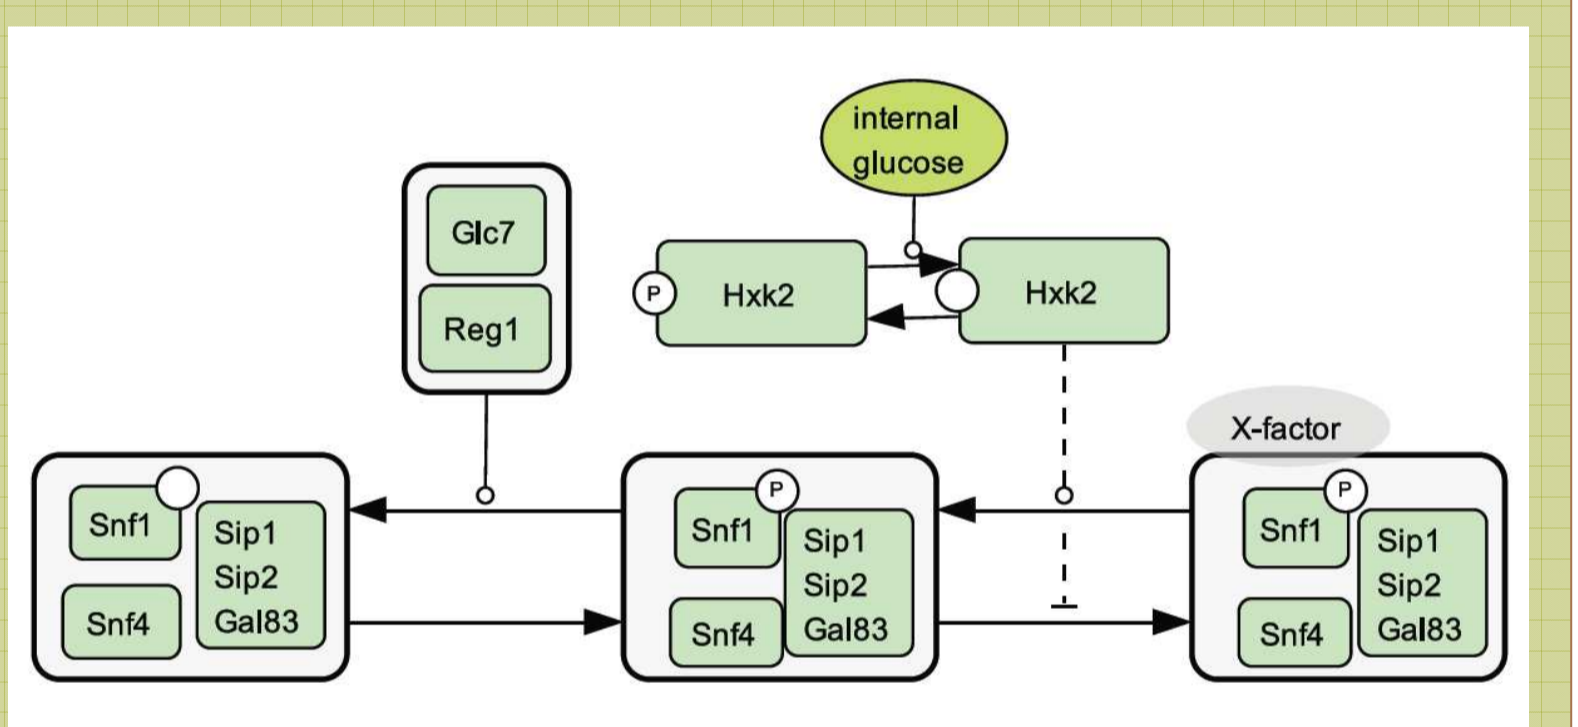 internal
glucose
Glc7
Reg1
P
Hxk2
Hxk2
X-factor
Snf1
Sip1
Sip2
Gal83
Snf4
P
Snf1
Sip1
Sip2
Gal83
Snf4
P
Snf1
Sip1
Sip2
Gal83
Snf4